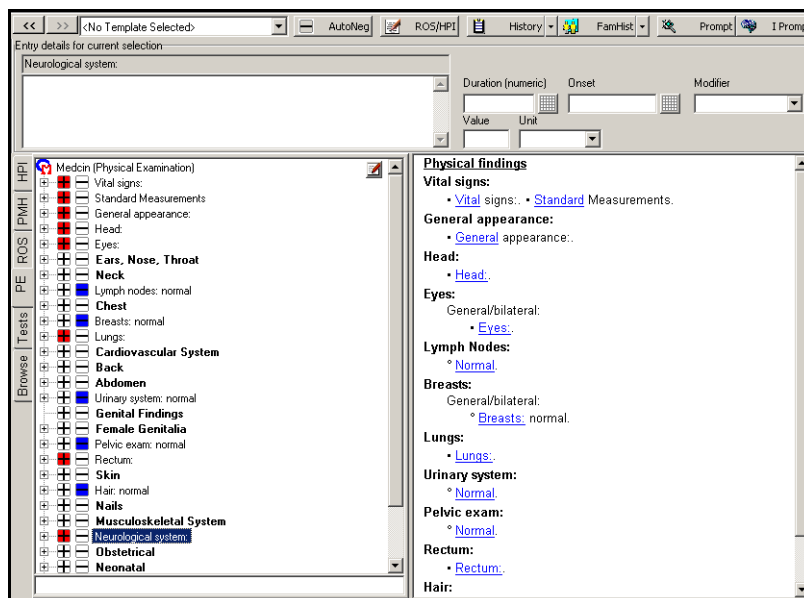 << >> <No Template Selected> AutoNeg ROS/HPI History FamHist Prompt I Promp
Entry details for current selection
Neurological system:
Duration (numeric) Onset Modifier
Value Unit
HPI
PMH
ROS
PE
Tests
Browse
Medcin (Physical Examination)
Vital signs:
Standard Measurements
General appearance:
Head:
Eyes:
Ears, Nose, Throat
Neck
Lymph nodes: normal
Chest
Breasts: normal
Lungs:
Cardiovascular System
Back
Abdomen
Urinary system: normal
Genital Findings
Female Genitalia
Pelvic exam: normal
Rectum:
Skin
Hair: normal
Nails
Musculoskeletal System
Neurological system:
Obstetrical
Neonatal
Physical findings
Vital signs:
• Vital signs:. • Standard Measurements.
General appearance:
• General appearance:.
Head:
• Head:.
Eyes:
General/bilateral:
• Eyes:.
Lymph Nodes:
° Normal.
Breasts:
General/bilateral:
° Breasts: normal.
Lungs:
• Lungs:.
Urinary system:
° Normal.
Pelvic exam:
° Normal.
Rectum:
• Rectum:.
Hair: